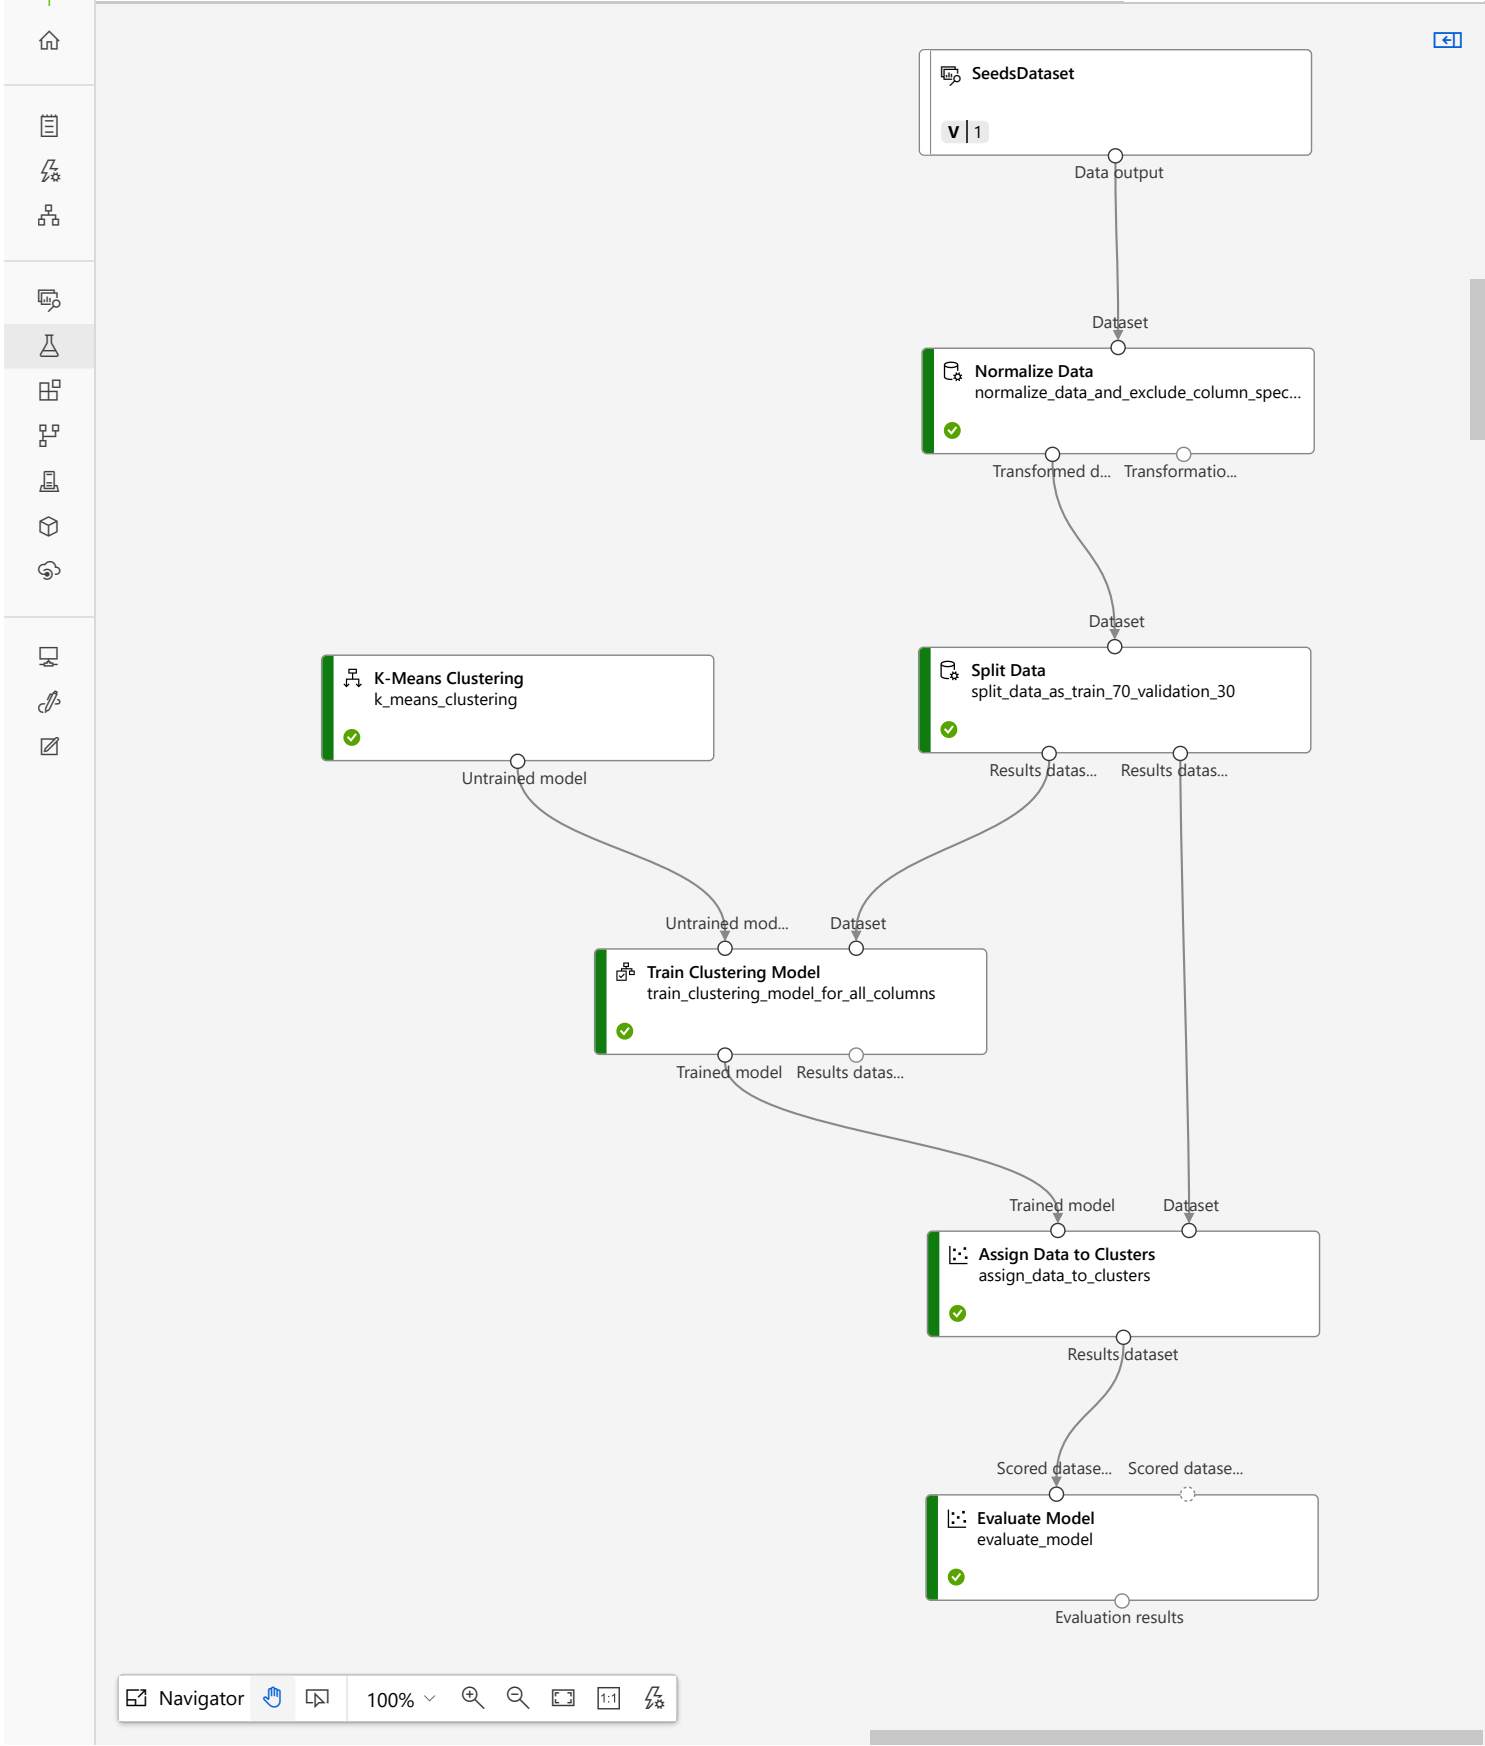 SeedsDataset
V 1
Data output
Dataset
Normalize Data
normalize_data_and_exclude_column_spec...
Transformed d... Transformatio...
Dataset
Split Data
split_data_as_train_70_validation_30
Results datas... Results datas...
K-Means Clustering
k_means_clustering
Untrained model
Untrained mod... Dataset
Train Clustering Model
train_clustering_model_for_all_columns
Trained model Results datas...
Trained model Dataset
Assign Data to Clusters
assign_data_to_clusters
Results dataset
Scored datase... Scored datase...
Evaluate Model
evaluate_model
Evaluation results
Navigator 100% 1:1